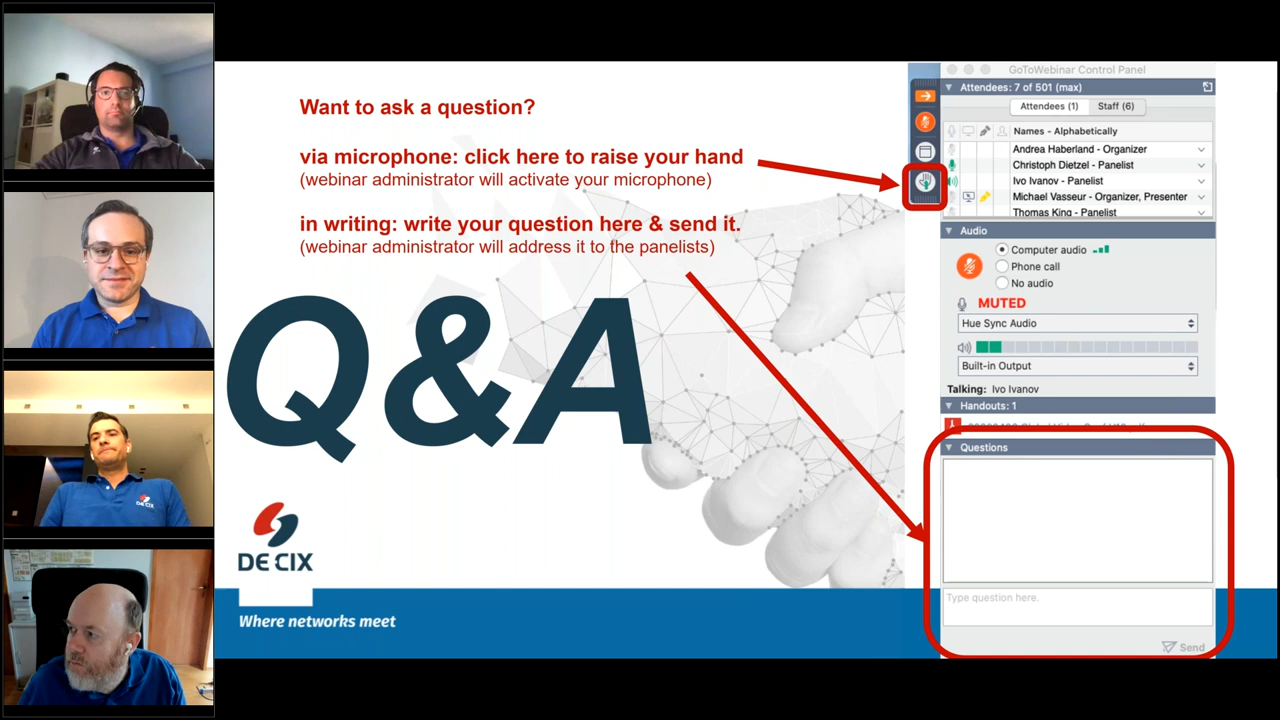 Want to ask a question?
via microphone: click here to raise your hand
(webinar administrator will activate your microphone)
in writing: write your question here & send it.
(webinar administrator will address it to the panelists)
Q&A
DE CIX
Where networks meet
GoToWebinar Control Panel
Attendees: 7 of 501 (max)
Attendees (1) Staff (6)
Names - Alphabetically
Andrea Haberland - Organizer
Christoph Dietzel - Panelist
Ivo Ivanov - Panelist
Michael Vasseur - Organizer, Presenter
Thomas King - Panelist
Audio
Computer audio
Phone call
No audio
MUTED
Hue Sync Audio
Built-in Output
Talking: Ivo Ivanov
Handouts: 1
Questions
Type question here.
Send
DE CIX